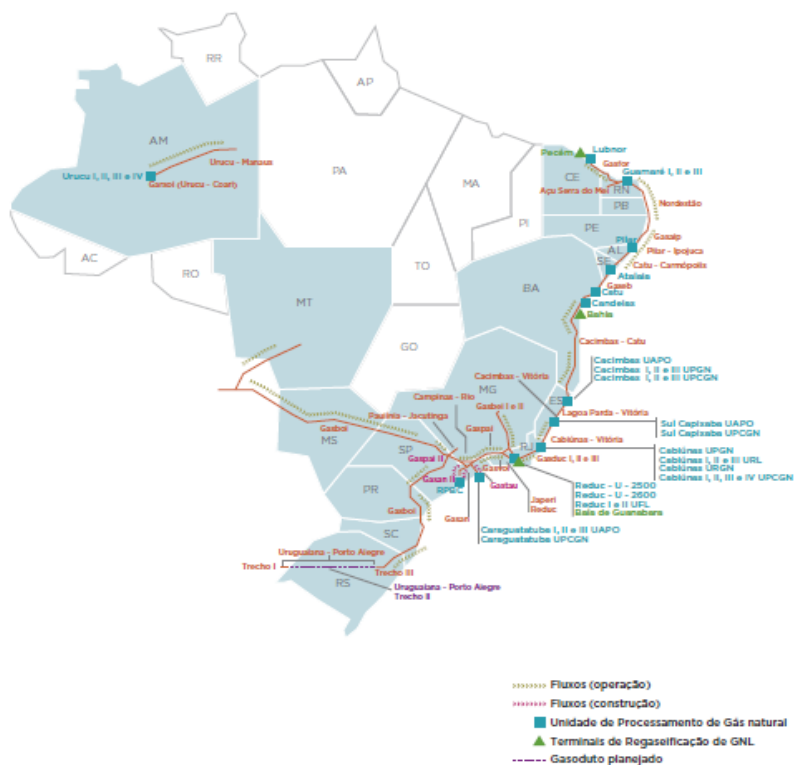 RR
AP
AM
PA
MA
PI
CE
RN
PB
PE
AL
SE
BA
TO
AC
RO
MT
GO
MG
ES
RJ
MS
SP
PR
SC
RS
Urucu - Manaus
Urucu I, II, III e IV
Garsol (Urucu - Coari)
Pecém
Lubnor
Gasfor
Guamaré I, II e III
Açu Serra do Mel
Nordestão
Gasalp
Pilar
Pilar - Ipojuca
Catu - Carmópolis
Atalaia
Gaseb
Catu
Candeias
Bahia
Cacimbas - Catu
Cacimbas UAPO
Cacimbas I, II e III UPGN
Cacimbas I, II e III UPCGN
Cacimbas - Vitória
Campinas - Rio
Gasbel I e II
Paulínia - Jacutinga
Lagoa Parda - Vitória
Sul Capixaba UAPO
Sul Capixaba UPCGN
Gasbol
Gaspal
Cabiúnas - Vitória
Cabiúnas UPGN
Cabiúnas I, II e III URL
Cabiúnas URGN
Cabiúnas I, II, III e IV UPCGN
Gaspal II
Gasduc I, II e III
Gasan II
Gasvol
RPBC
Gastau
Reduc - U - 2500
Reduc - U - 2600
Reduc I e II UFL
Baía de Guanabara
Japeri
Reduc
Gasbol
Gasan
Caraguatatuba I, II e III UAPO
Caraguatatuba UPCGN
Uruguaiana - Porto Alegre
Trecho I
Trecho III
Uruguaiana - Porto Alegre
Trecho II
Fluxos (operação)
Fluxos (construção)
Unidade de Processamento de Gás natural
Terminais de Regaseificação de GNL
Gasoduto planejado